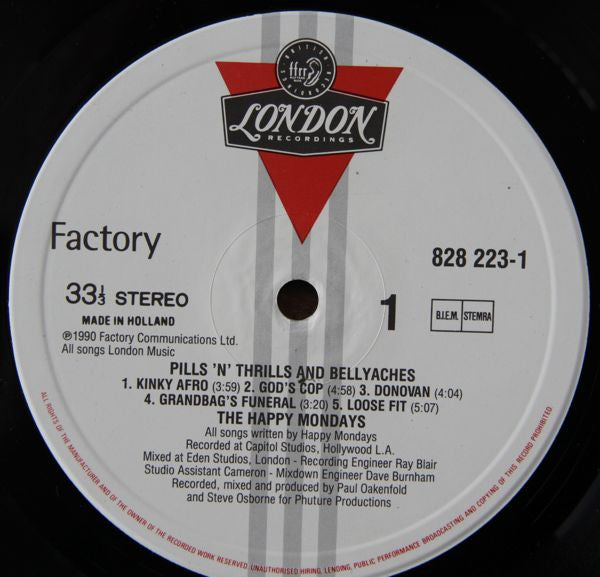 BRITISH RECORDINGS
ffrr
LONDON
RECORDINGS
Factory
828 223-1
33⅓ STEREO
1
B.I.E.M. STEMRA
MADE IN HOLLAND
℗1990 Factory Communications Ltd.
All songs London Music
PILLS 'N' THRILLS AND BELLYACHES
1. KINKY AFRO (3:59) 2. GOD'S COP (4:58) 3. DONOVAN (4:04)
4. GRANDBAG'S FUNERAL (3:20) 5. LOOSE FIT (5:07)
THE HAPPY MONDAYS
All songs written by Happy Mondays
Recorded at Capitol Studios, Hollywood L.A.
Mixed at Eden Studios, London - Recording Engineer Ray Blair
Studio Assistant Cameron - Mixdown Engineer Dave Burnham
Recorded, mixed and produced by Paul Oakenfold
and Steve Osborne for Phuture Productions
ALL RIGHTS OF THE MANUFACTURER AND OF THE OWNER OF THE RECORDED WORK RESERVED. UNAUTHORISED HIRING, LENDING, PUBLIC PERFORMANCE BROADCASTING AND COPYING OF THIS RECORD PROHIBITED.